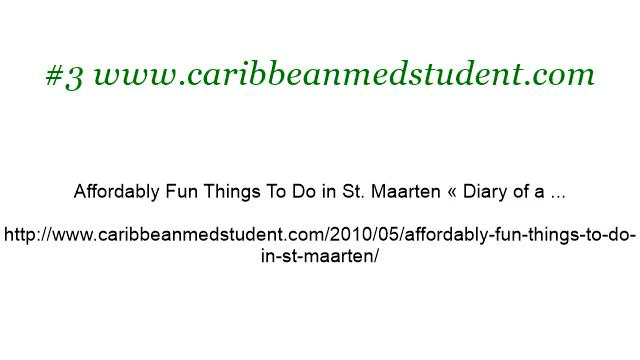 #3 www.caribbeanmedstudent.com
Affordably Fun Things To Do in St. Maarten « Diary of a ...
http://www.caribbeanmedstudent.com/2010/05/affordably-fun-things-to-do-
in-st-maarten/